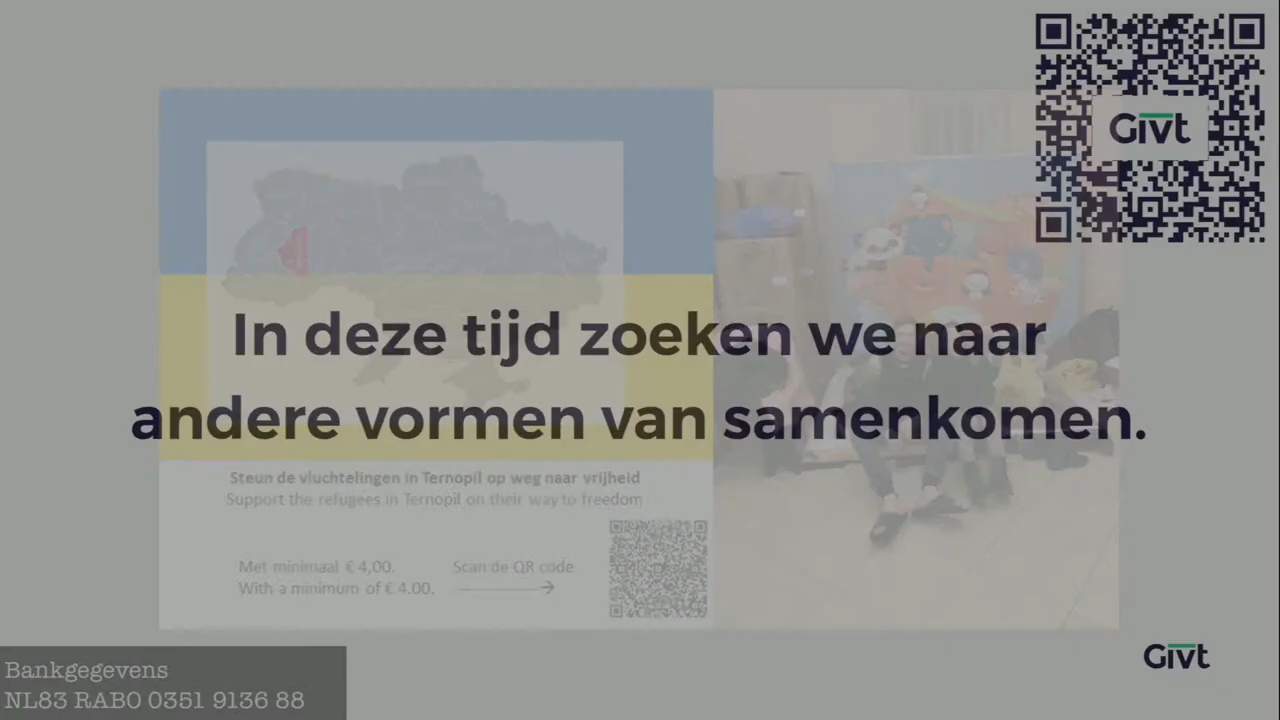 Givt
In deze tijd zoeken we naar
andere vormen van samenkomen.
Steun de vluchtelingen in Ternopil op weg naar vrijheid
Support the refugees in Ternopil on their way to freedom
Met minimaal € 4,00. Scan de QR code
With a minimum of € 4.00.
Givt
Bankgegevens
NL83 RABO 0351 9136 88